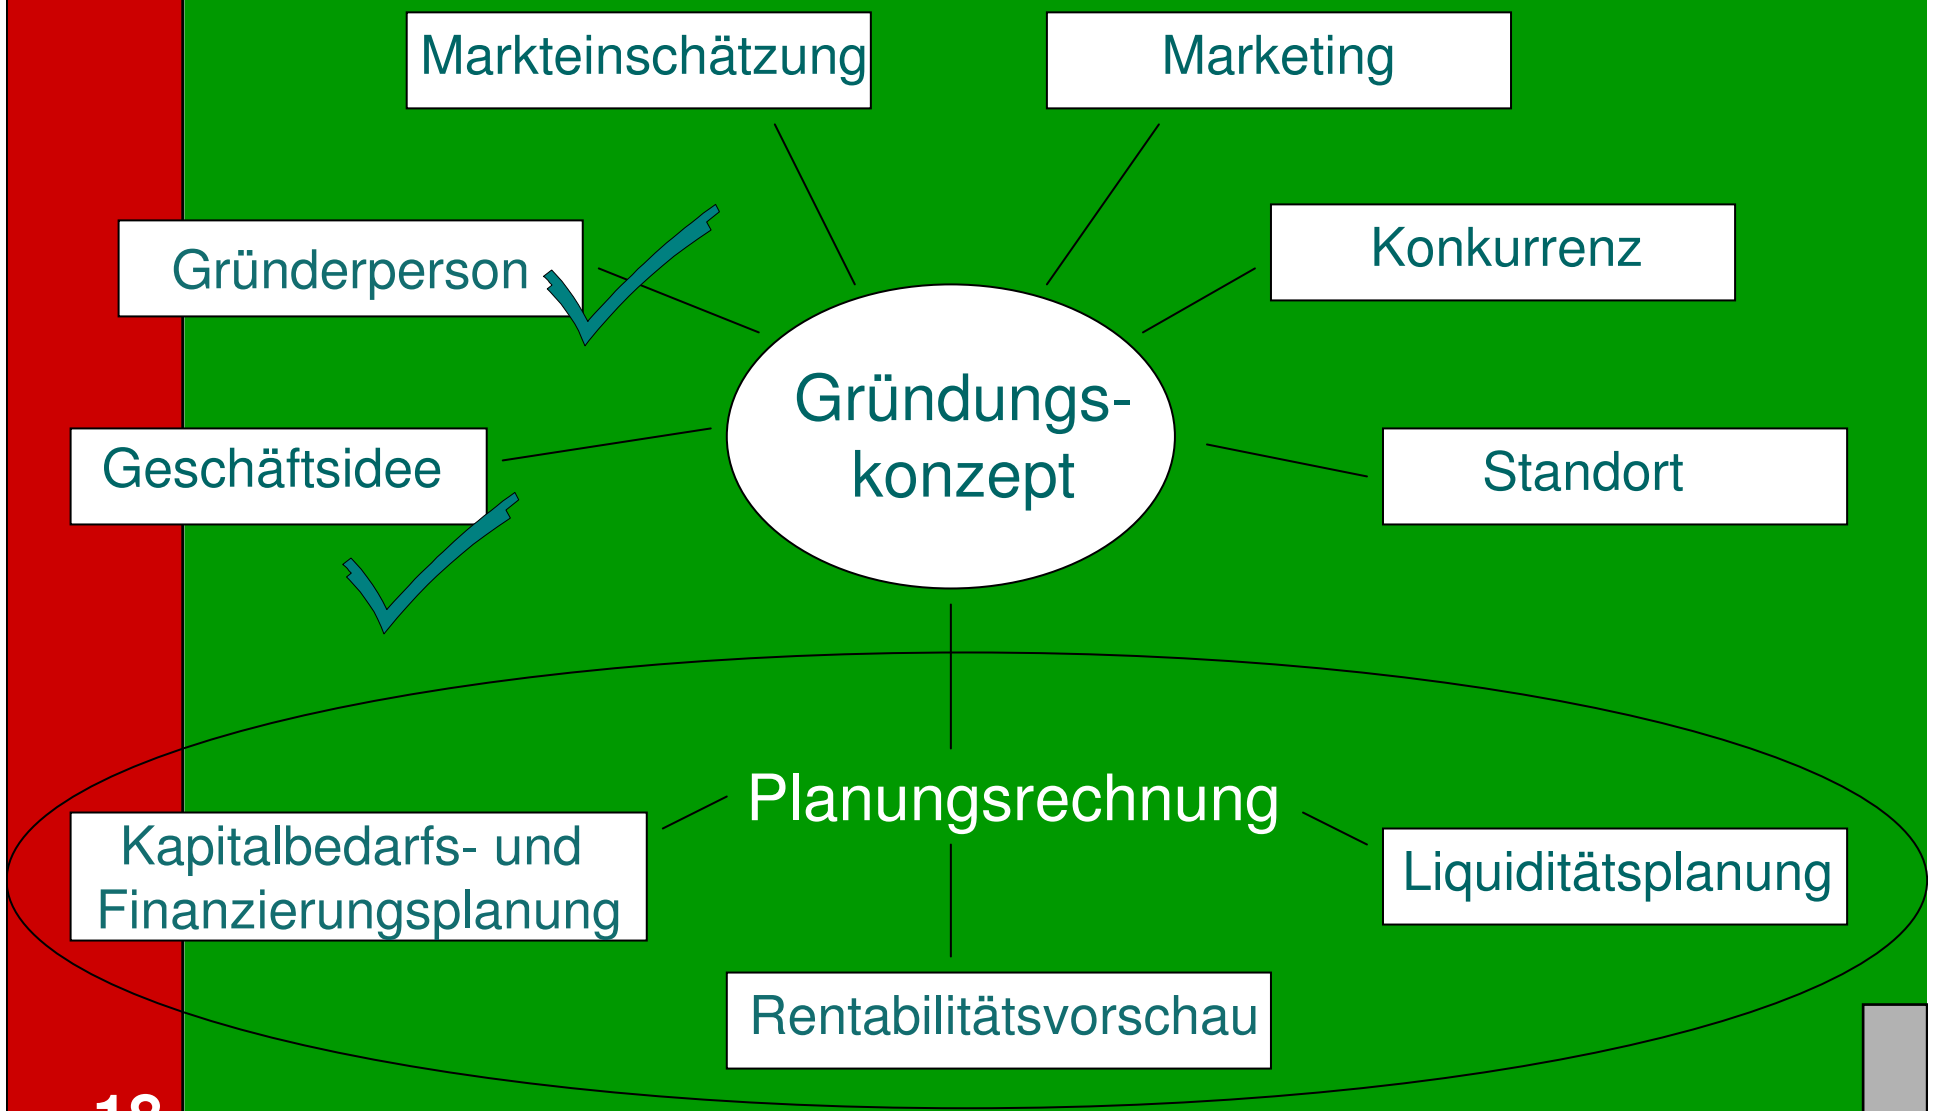 Markteinschätzung
Marketing
Gründerperson
Konkurrenz
Gründungs-
konzept
Geschäftsidee
Standort
Planungsrechnung
Kapitalbedarfs- und
Finanzierungsplanung
Liquiditätsplanung
Rentabilitätsvorschau